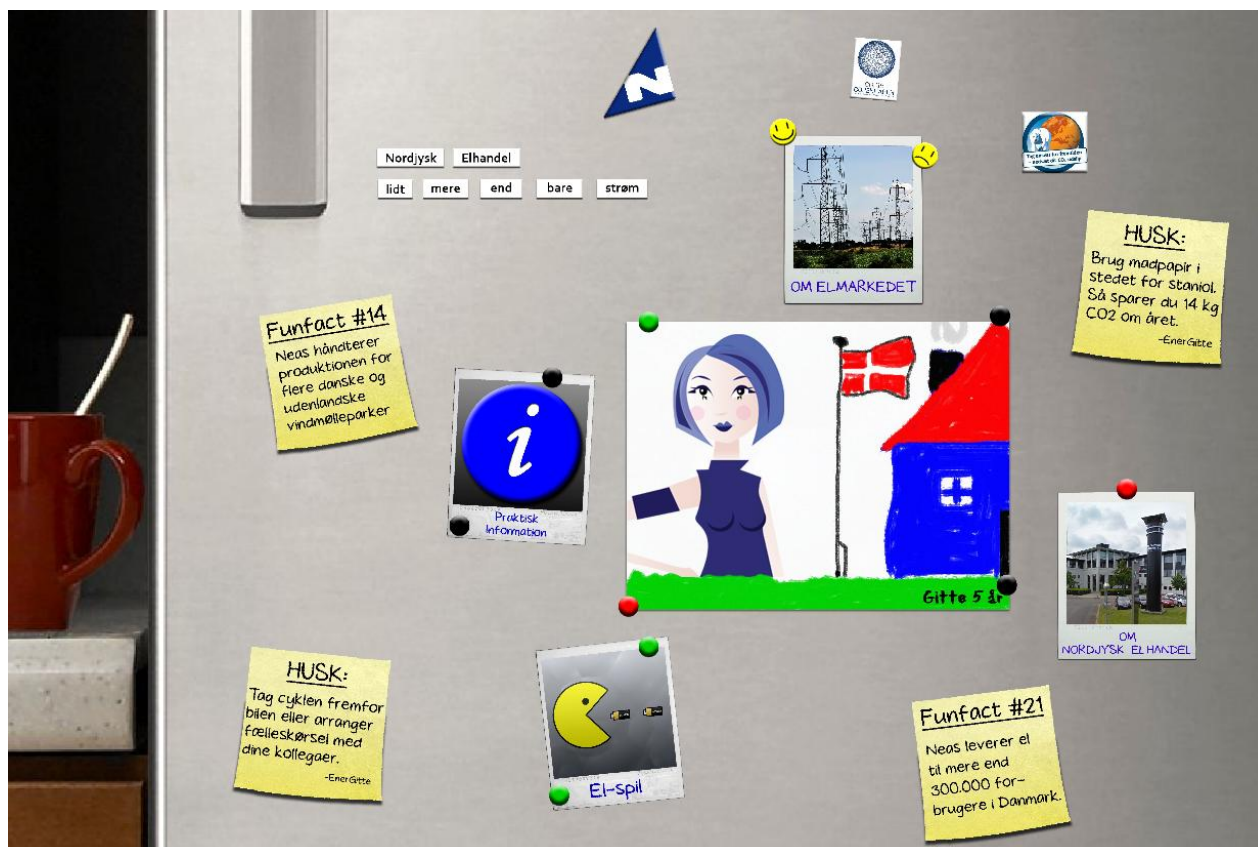 N
Nordjysk Elhandel
lidt mere end bare strøm
OM ELMARKEDET
HUSK:
Brug madpapir i
stedet for staniol.
Så sparer du 14 kg
CO2 om året.
-EnerGitte
Funfact #14
Neas håndterer
produktionen for
flere danske og
udenlandske
vindmølleparker
i
Praktisk
Information
Gitte 5 år
OM
NORDJYSK ELHANDEL
HUSK:
Tag cyklen fremfor
bilen eller arranger
fælleskørsel med
dine kollegaer.
-EnerGitte
El-spil
Funfact #21
Neas leverer el
til mere end
300.000 for-
brugere i Danmark.